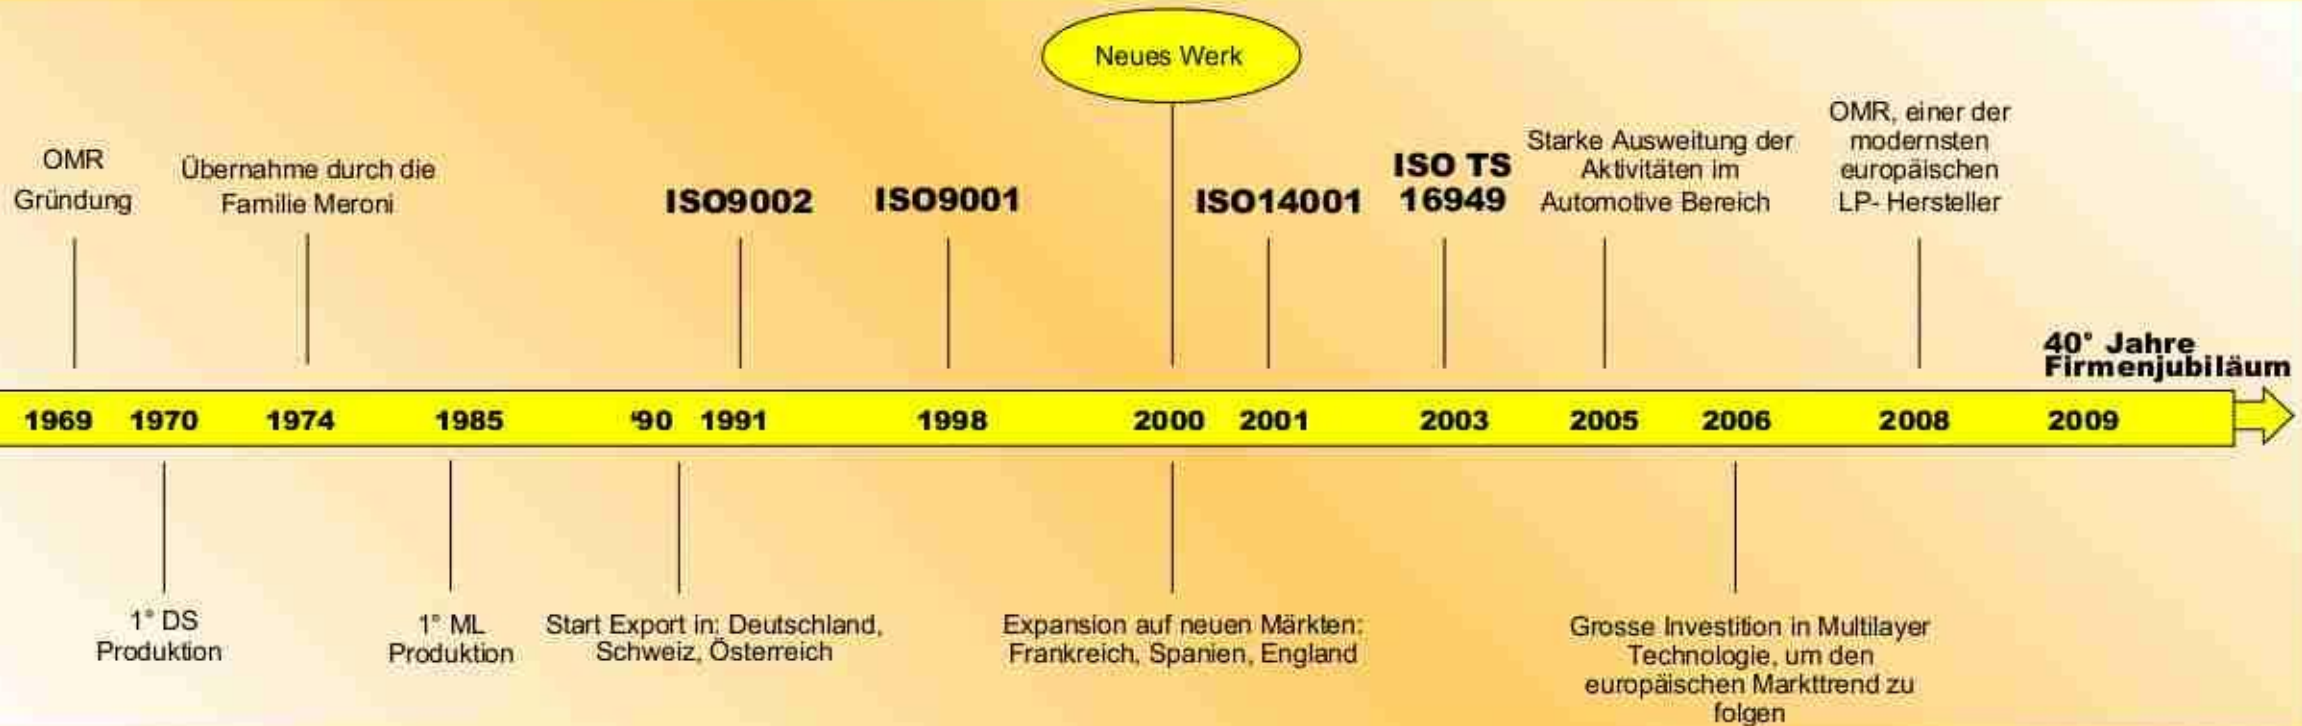 Neues Werk
OMR
Gründung
Übernahme durch die
Familie Meroni
ISO9002
ISO9001
ISO14001
ISO TS
16949
Starke Ausweitung der
Aktivitäten im
Automotive Bereich
OMR, einer der
modernsten
europäischen
LP- Hersteller
40° Jahre
Firmenjubiläum
1969 1970 1974 1985 '90 1991 1998 2000 2001 2003 2005 2006 2008 2009
1° DS
Produktion
1° ML
Produktion
Start Export in: Deutschland,
Schweiz, Österreich
Expansion auf neuen Märkten:
Frankreich, Spanien, England
Grosse Investition in Multilayer
Technologie, um den
europäischen Markttrend zu
folgen